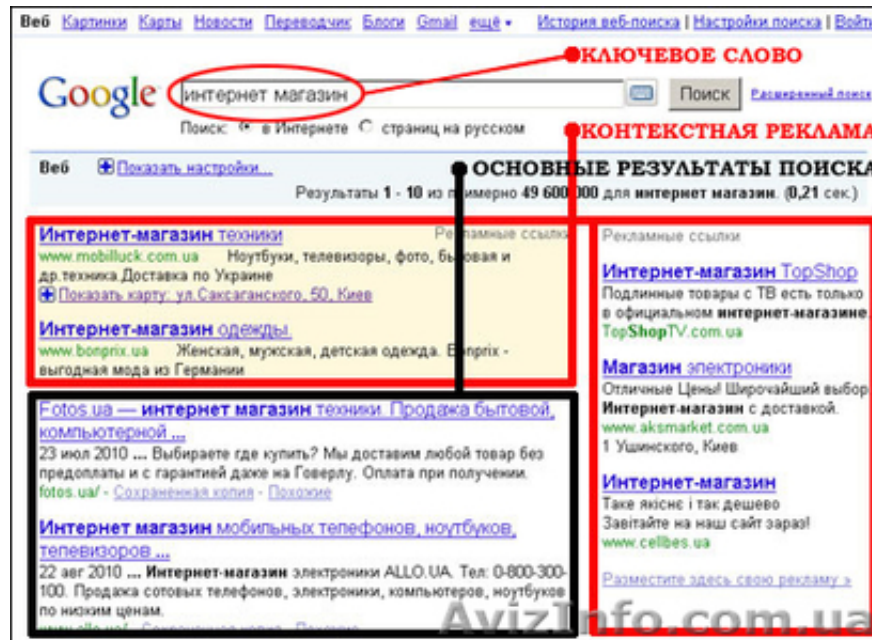 Веб Картинки Карты Новости Переводчик Блоги Gmail ещё История веб-поиска | Настройки поиска | Войти
КЛЮЧЕВОЕ СЛОВО
Google интернет магазин Поиск Расширенный поиск
Поиск: в Интернете страниц на русском
КОНТЕКСТНАЯ РЕКЛАМА
ОСНОВНЫЕ РЕЗУЛЬТАТЫ ПОИСКА
Веб Показать настройки...
Результаты 1 - 10 из примерно 49 600 000 для интернет магазин. (0,21 сек.)
Интернет-магазин техники Рекламные ссылки
www.mobilluck.com.ua Ноутбуки, телевизоры, фото, бытовая и
др.техника.Доставка по Украине
Показать карту: ул.Саксаганского, 50, Киев
Интернет-магазин одежды.
www.bonprix.ua Женская, мужская, детская одежда. Bonprix -
выгодная мода из Германии
Fotos.ua — интернет магазин техники. Продажа бытовой,
компьютерной ...
23 июл 2010 ... Выбираете где купить? Мы доставим любой товар без
предоплаты и с гарантией даже на Говерлу. Оплата при получении.
fotos.ua/ - Сохраненная копия - Похожие
Интернет магазин мобильных телефонов, ноутбуков,
телевизоров ...
22 авг 2010 ... Интернет-магазин электроники ALLO.UA. Тел: 0-800-300-
100. Продажа сотовых телефонов, электроники, компьютеров, ноутбуков
по низким ценам.
www.allo.ua/ - Сохраненная копия - Похожие
Рекламные ссылки
Интернет-магазин TopShop
Подлинные товары с ТВ есть только
в официальном интернет-магазине.
TopShopTV.com.ua
Магазин электроники
Отличные Цены! Широчайший выбор
Интернет-магазин с доставкой.
www.aksmarket.com.ua
1 Ушинского, Киев
Интернет-магазин
Таке якісне і так дешево
Завітайте на наш сайт зараз!
www.cellbes.ua
Разместите здесь свою рекламу »
AvizInfo.com.ua